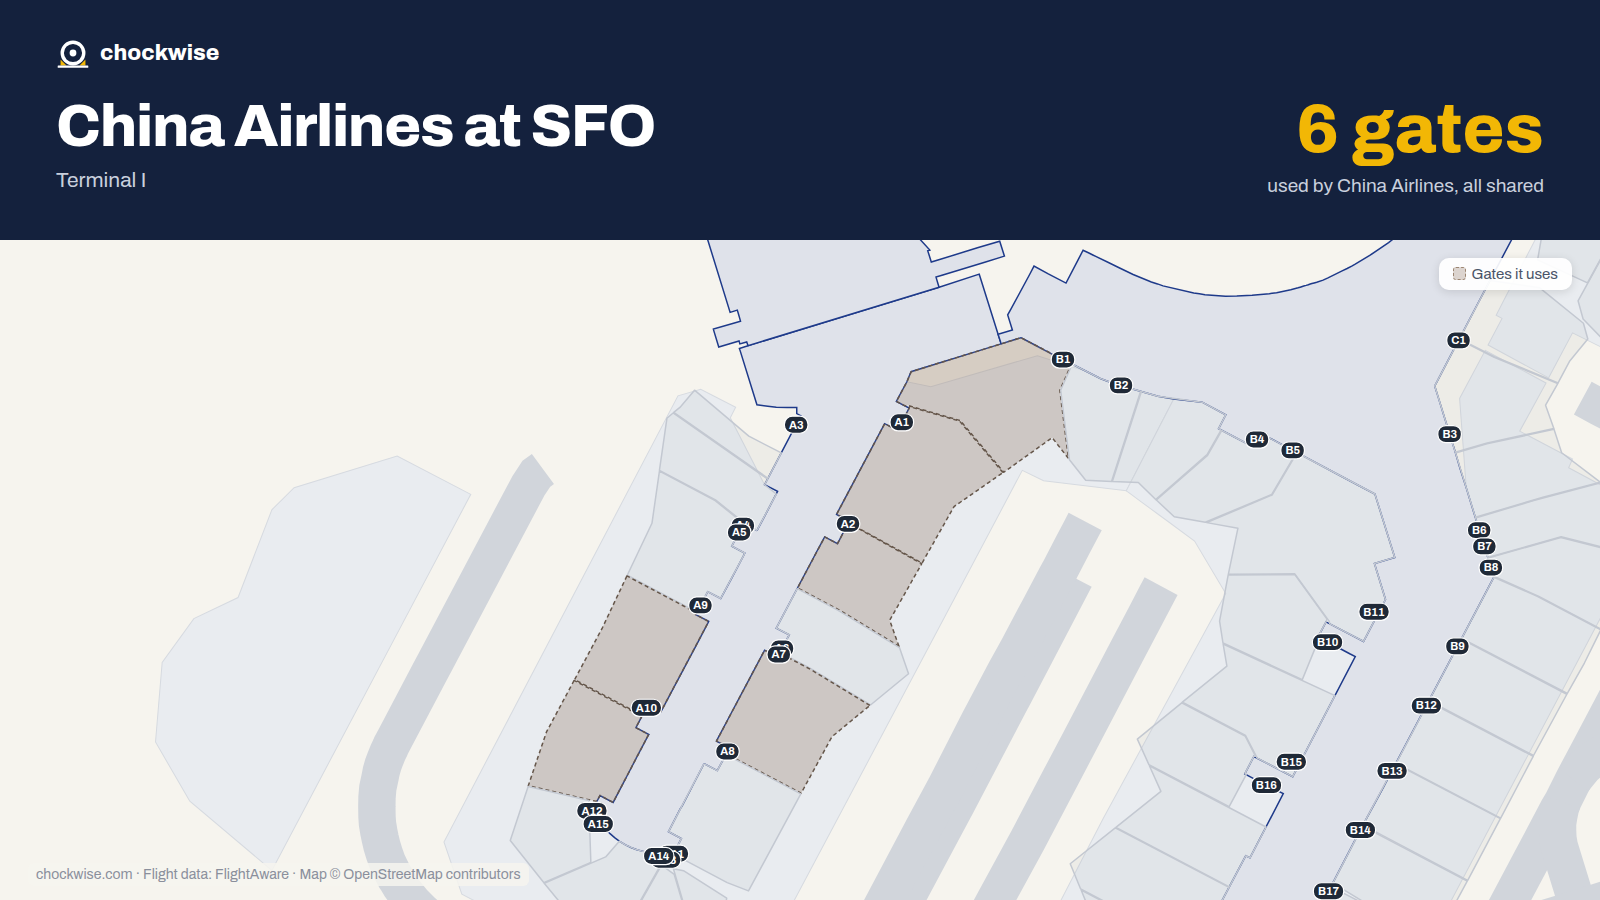 chockwise
China Airlines at SFO
Terminal I
6 gates
used by China Airlines, all shared
Gates it uses
C1
B1
B2
A3
A1
B3
B4
B5
A2
A5
B6
B7
B8
A9
B11
B10
B9
A7
A10
B12
A8
B15
B13
B16
A12
A15
B14
A14
B17
chockwise.com · Flight data: FlightAware · Map © OpenStreetMap contributors